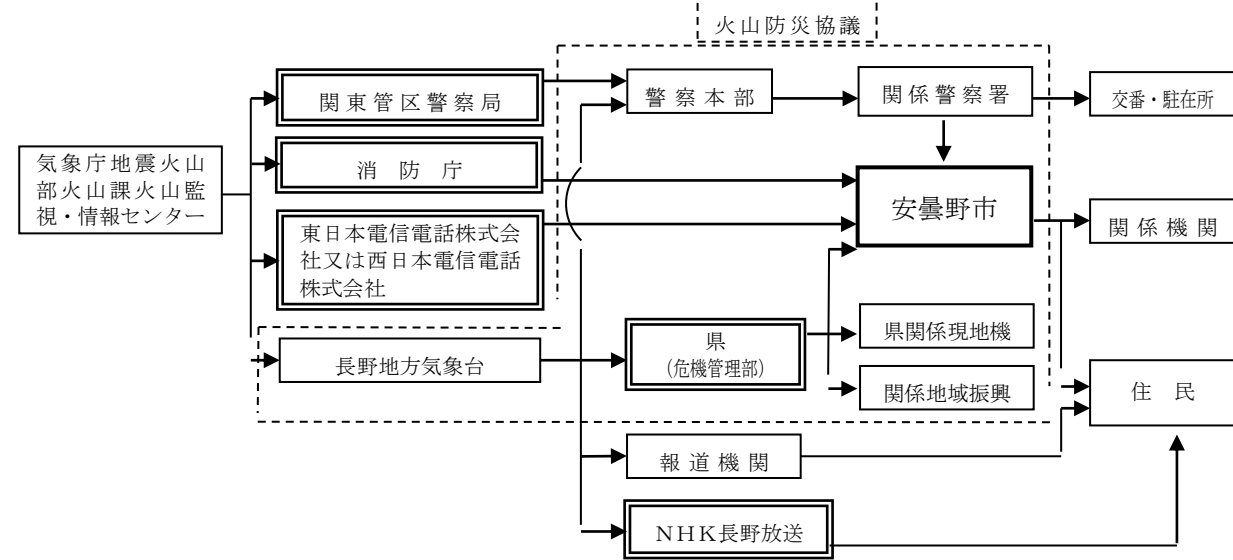 火山防災協議
関東管区警察局
警察本部
関係警察署
交番・駐在所
気象庁地震火山
部火山課火山監
視・情報センター
消防庁
安曇野市
関係機関
東日本電信電話株式会
社又は西日本電信電話
株式会社
長野地方気象台
県
(危機管理部)
県関係現地機
関係地域振興
住民
報道機関
NHK長野放送